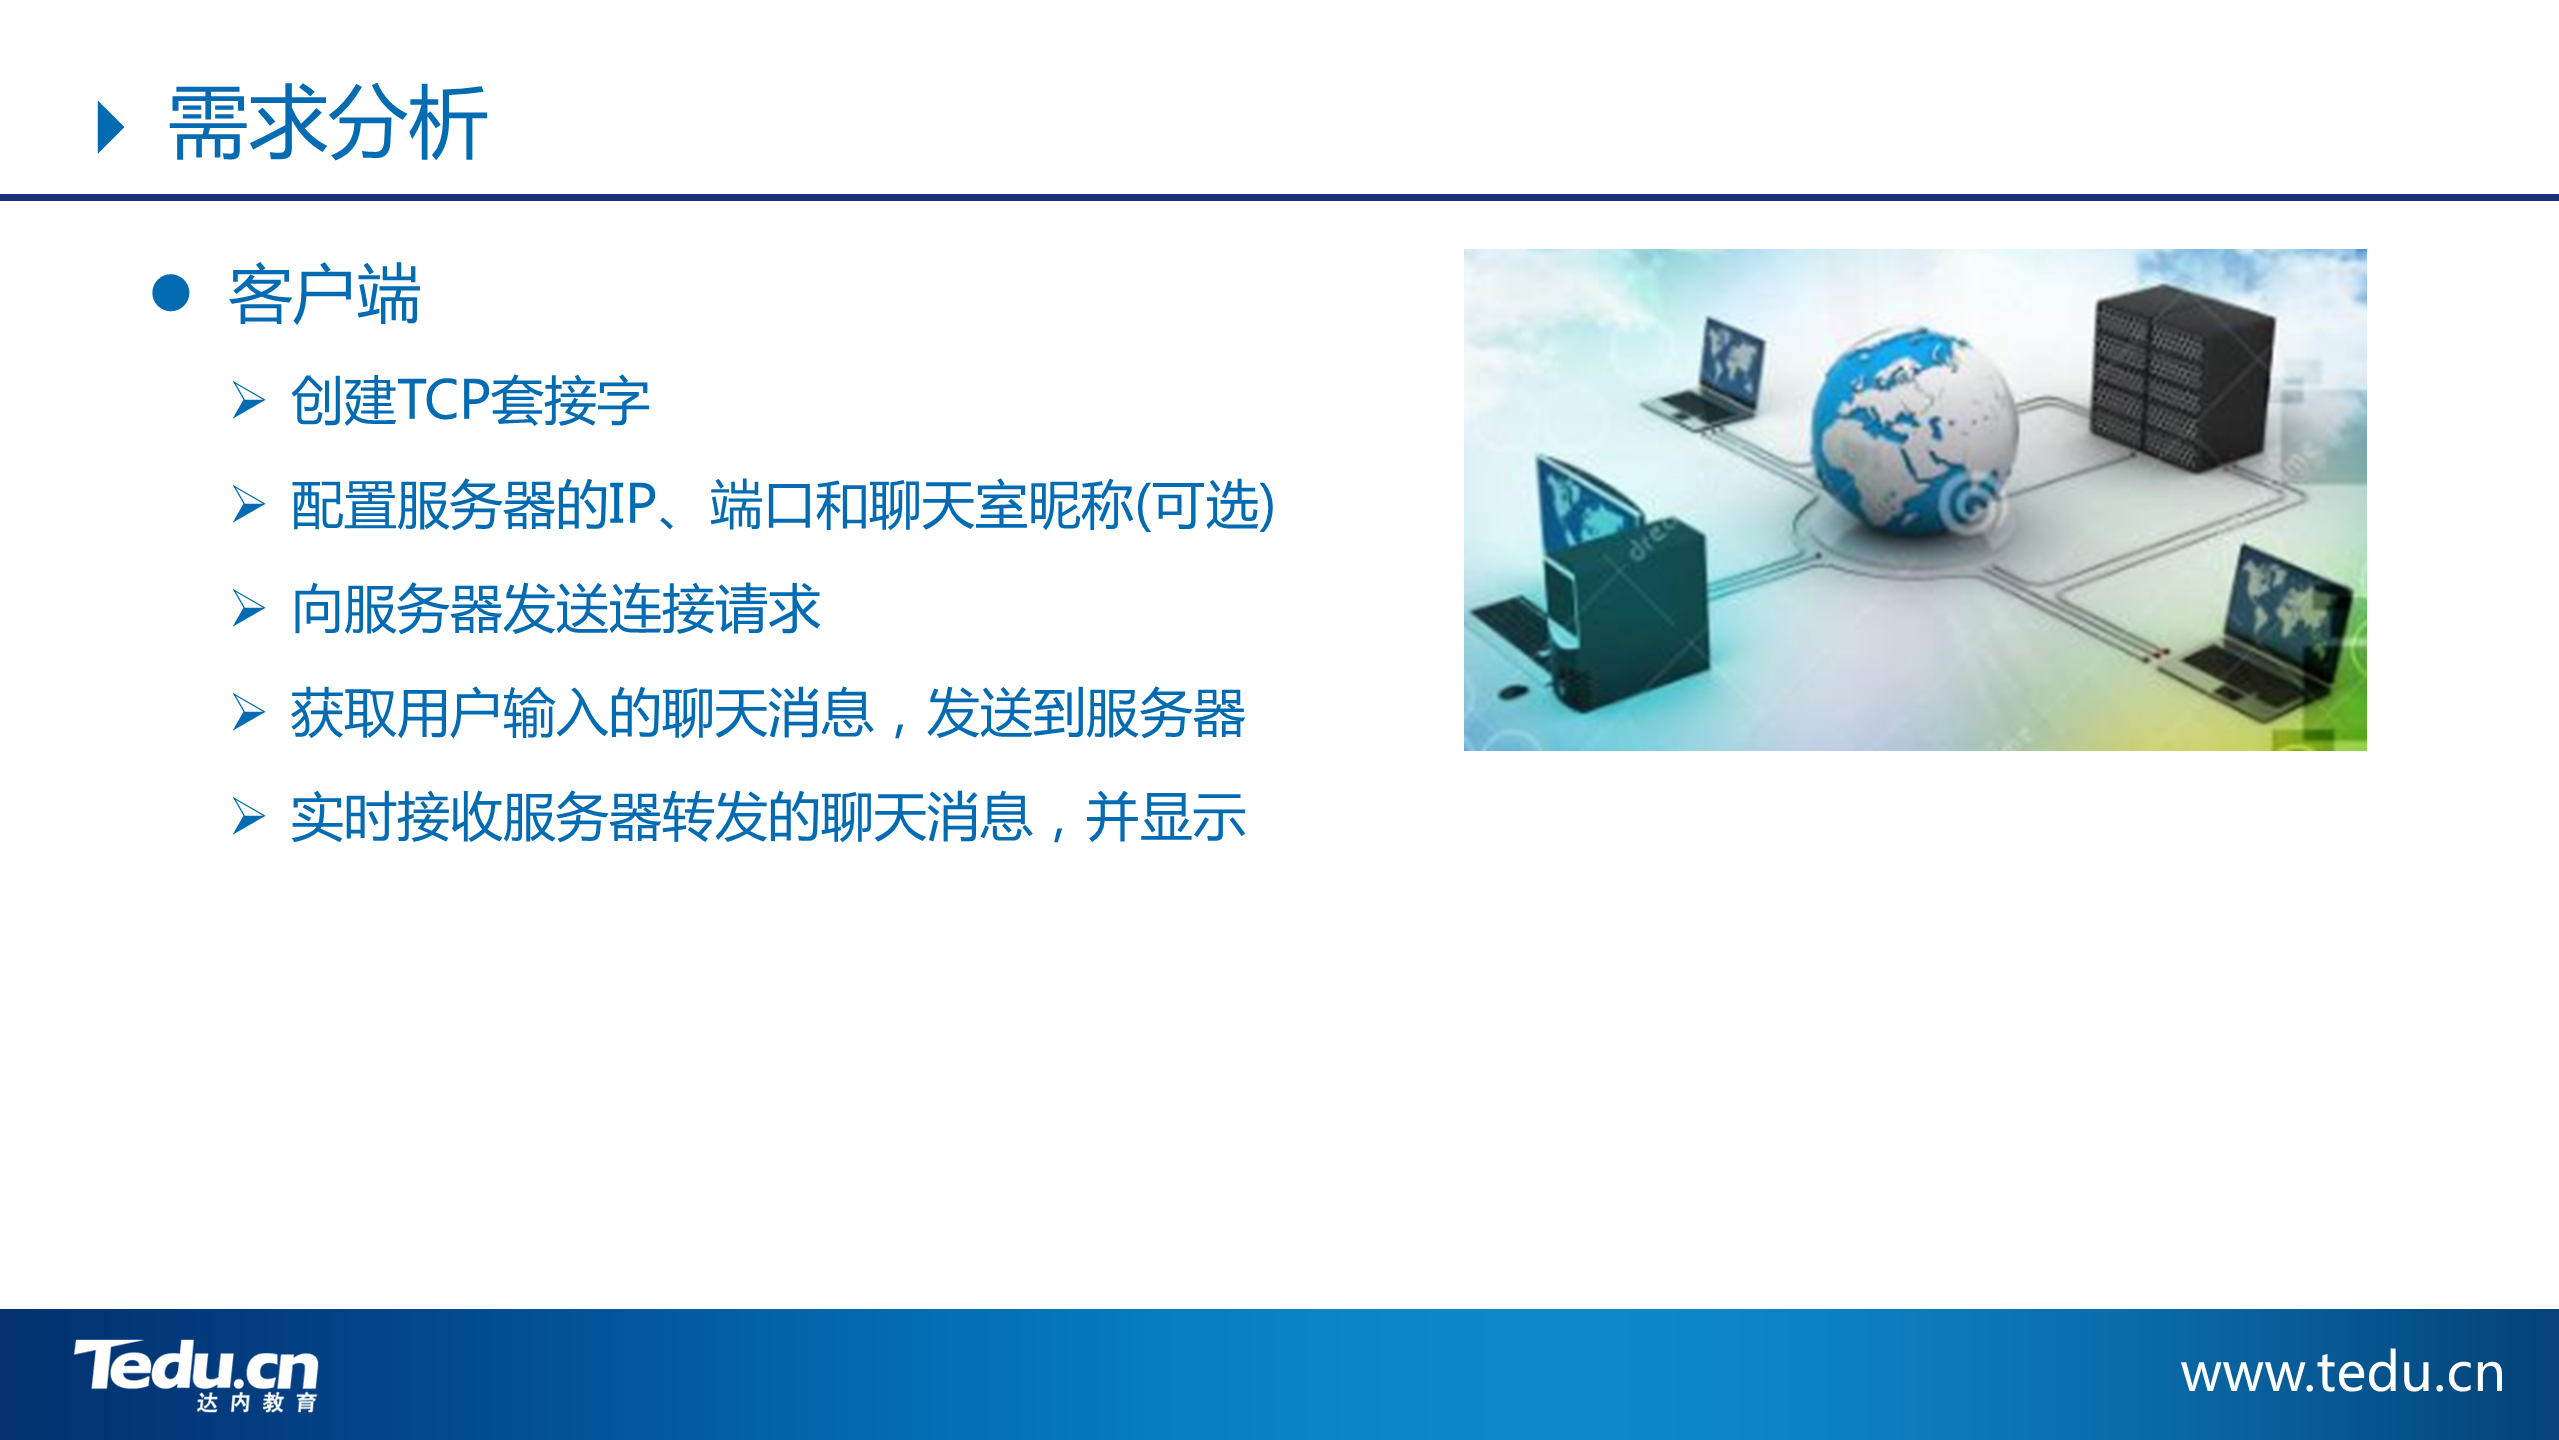 需求分析
客户端
创建TCP套接字
配置服务器的IP、端口和聊天室昵称(可选)
向服务器发送连接请求
获取用户输入的聊天消息，发送到服务器
实时接收服务器转发的聊天消息，并显示
Tedu.cn
达内教育
www.tedu.cn